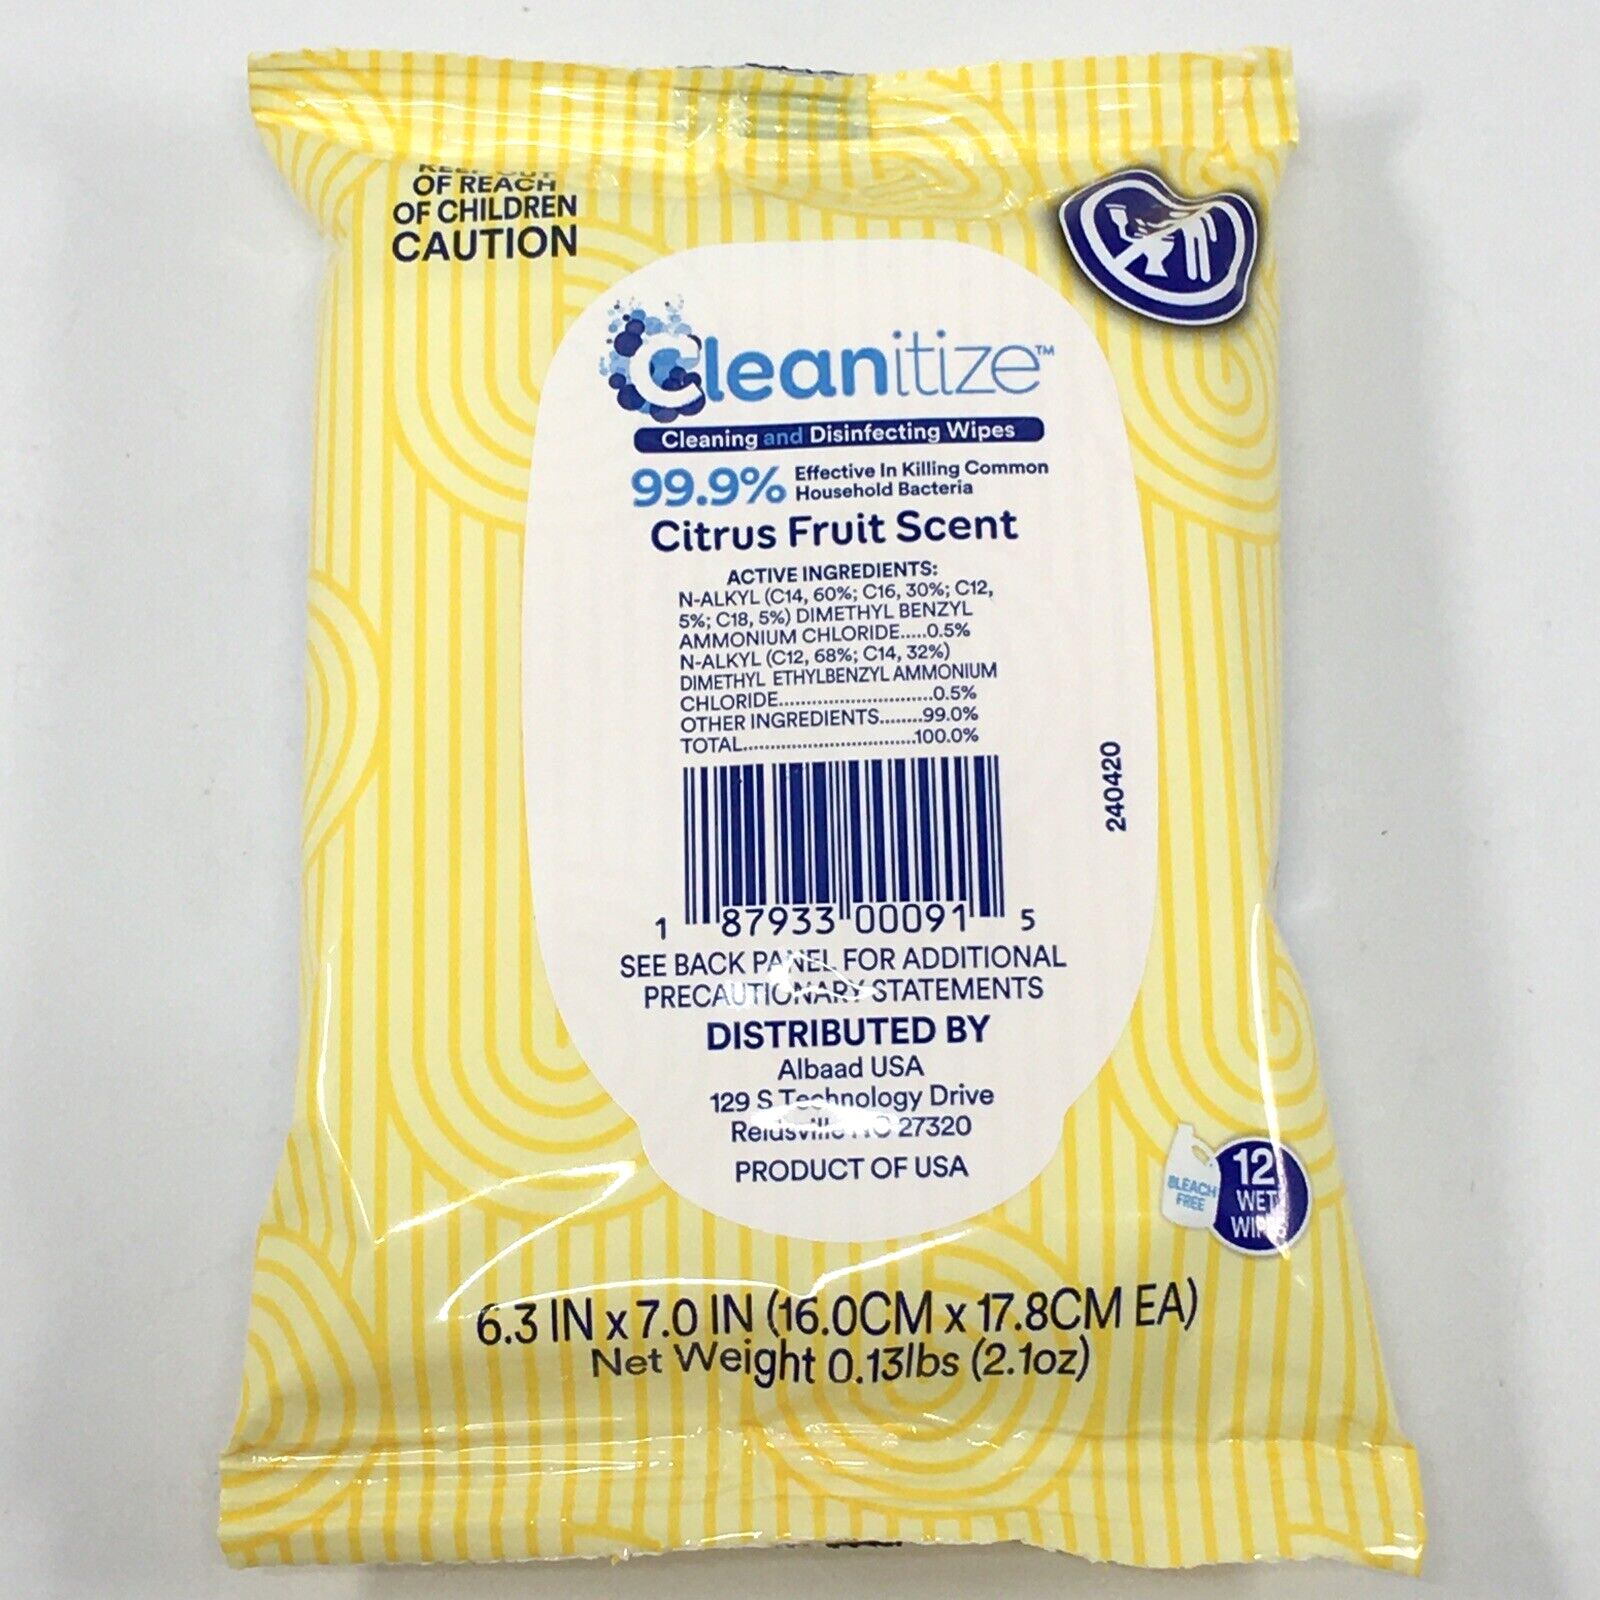 OF REACH
OF CHILDREN
CAUTION
Cleanitize™
Cleaning and Disinfecting Wipes
99.9% Effective In Killing Common
Household Bacteria
Citrus Fruit Scent
ACTIVE INGREDIENTS:
N-ALKYL (C14, 60%; C16, 30%; C12,
5%; C18, 5%) DIMETHYL BENZYL
AMMONIUM CHLORIDE.....0.5%
N-ALKYL (C12, 68%; C14, 32%)
DIMETHYL ETHYLBENZYL AMMONIUM
CHLORIDE..............................0.5%
OTHER INGREDIENTS........99.0%
TOTAL.................................100.0%
240420
1 87933 00091 5
SEE BACK PANEL FOR ADDITIONAL
PRECAUTIONARY STATEMENTS
DISTRIBUTED BY
Albaad USA
129 S Technology Drive
Reidsville NC 27320
PRODUCT OF USA
BLEACH
FREE
12
WET
WIPES
6.3 IN x 7.0 IN (16.0CM x 17.8CM EA)
Net Weight 0.13lbs (2.1oz)